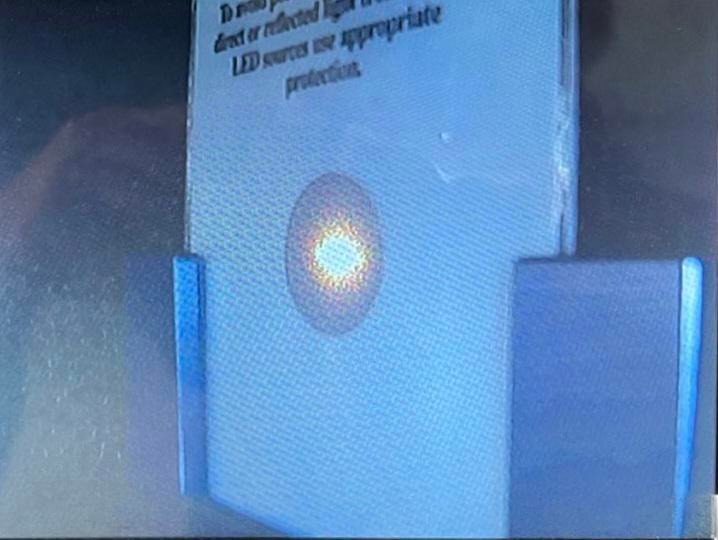 To avoid
direct or reflected light
LED sources use appropriate
protection.